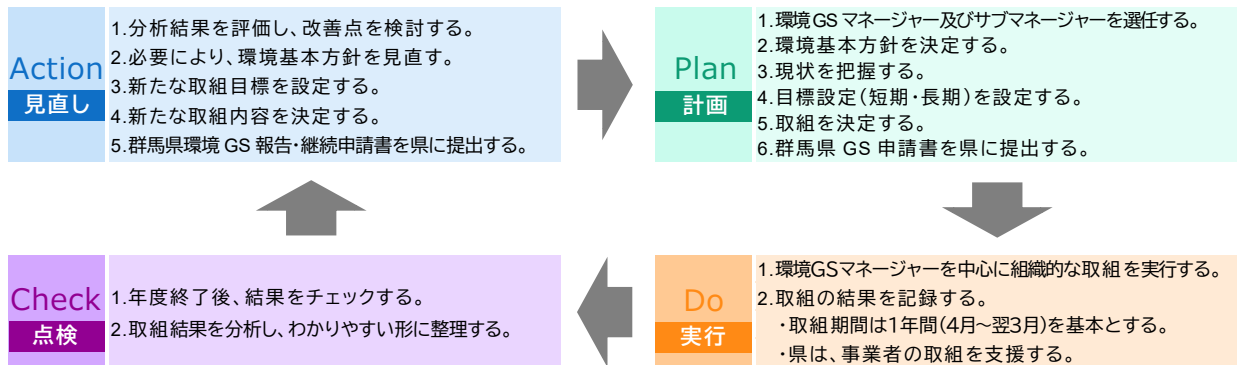 Action
見直し
1.分析結果を評価し、改善点を検討する。
2.必要により、環境基本方針を見直す。
3.新たな取組目標を設定する。
4.新たな取組内容を決定する。
5.群馬県環境 GS 報告・継続申請書を県に提出する。
Plan
計画
1.環境GS マネージャー及びサブマネージャーを選任する。
2.環境基本方針を決定する。
3.現状を把握する。
4.目標設定(短期・長期)を設定する。
5.取組を決定する。
6.群馬県 GS 申請書を県に提出する。
Check
点検
1.年度終了後、結果をチェックする。
2.取組結果を分析し、わかりやすい形に整理する。
Do
実行
1.環境GSマネージャーを中心に組織的な取組を実行する。
2.取組の結果を記録する。
・取組期間は1年間(4月~翌3月)を基本とする。
・県は、事業者の取組を支援する。